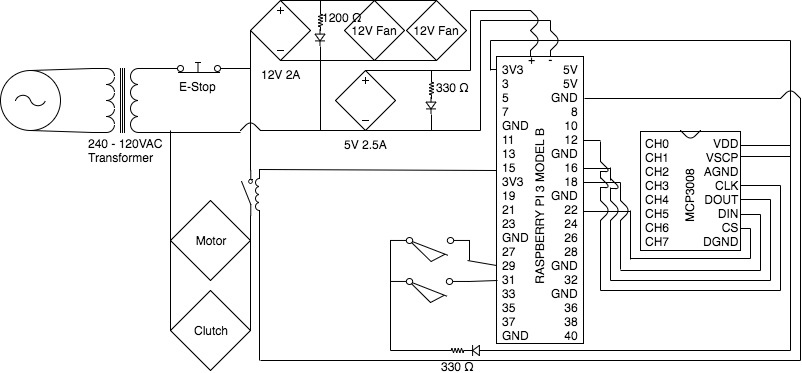 1200 Ω
12V Fan 12V Fan
12V 2A
E-Stop
240 - 120VAC
Transformer
330 Ω
5V 2.5A
+ -
3V3 5V
3 5V
5 GND
7 8
GND 10
11 12
13 GND
15 16
3V3 18
19 GND
21 22
23 24
GND 26
27 28
29 GND
31 32
33 GND
35 36
37 38
GND 40
RASPBERRY PI 3 MODEL B
CH0 VDD
CH1 VSCP
CH2 AGND
CH3 CLK
CH4 DOUT
CH5 DIN
CH6 CS
CH7 DGND
MCP3008
Motor
Clutch
330 Ω